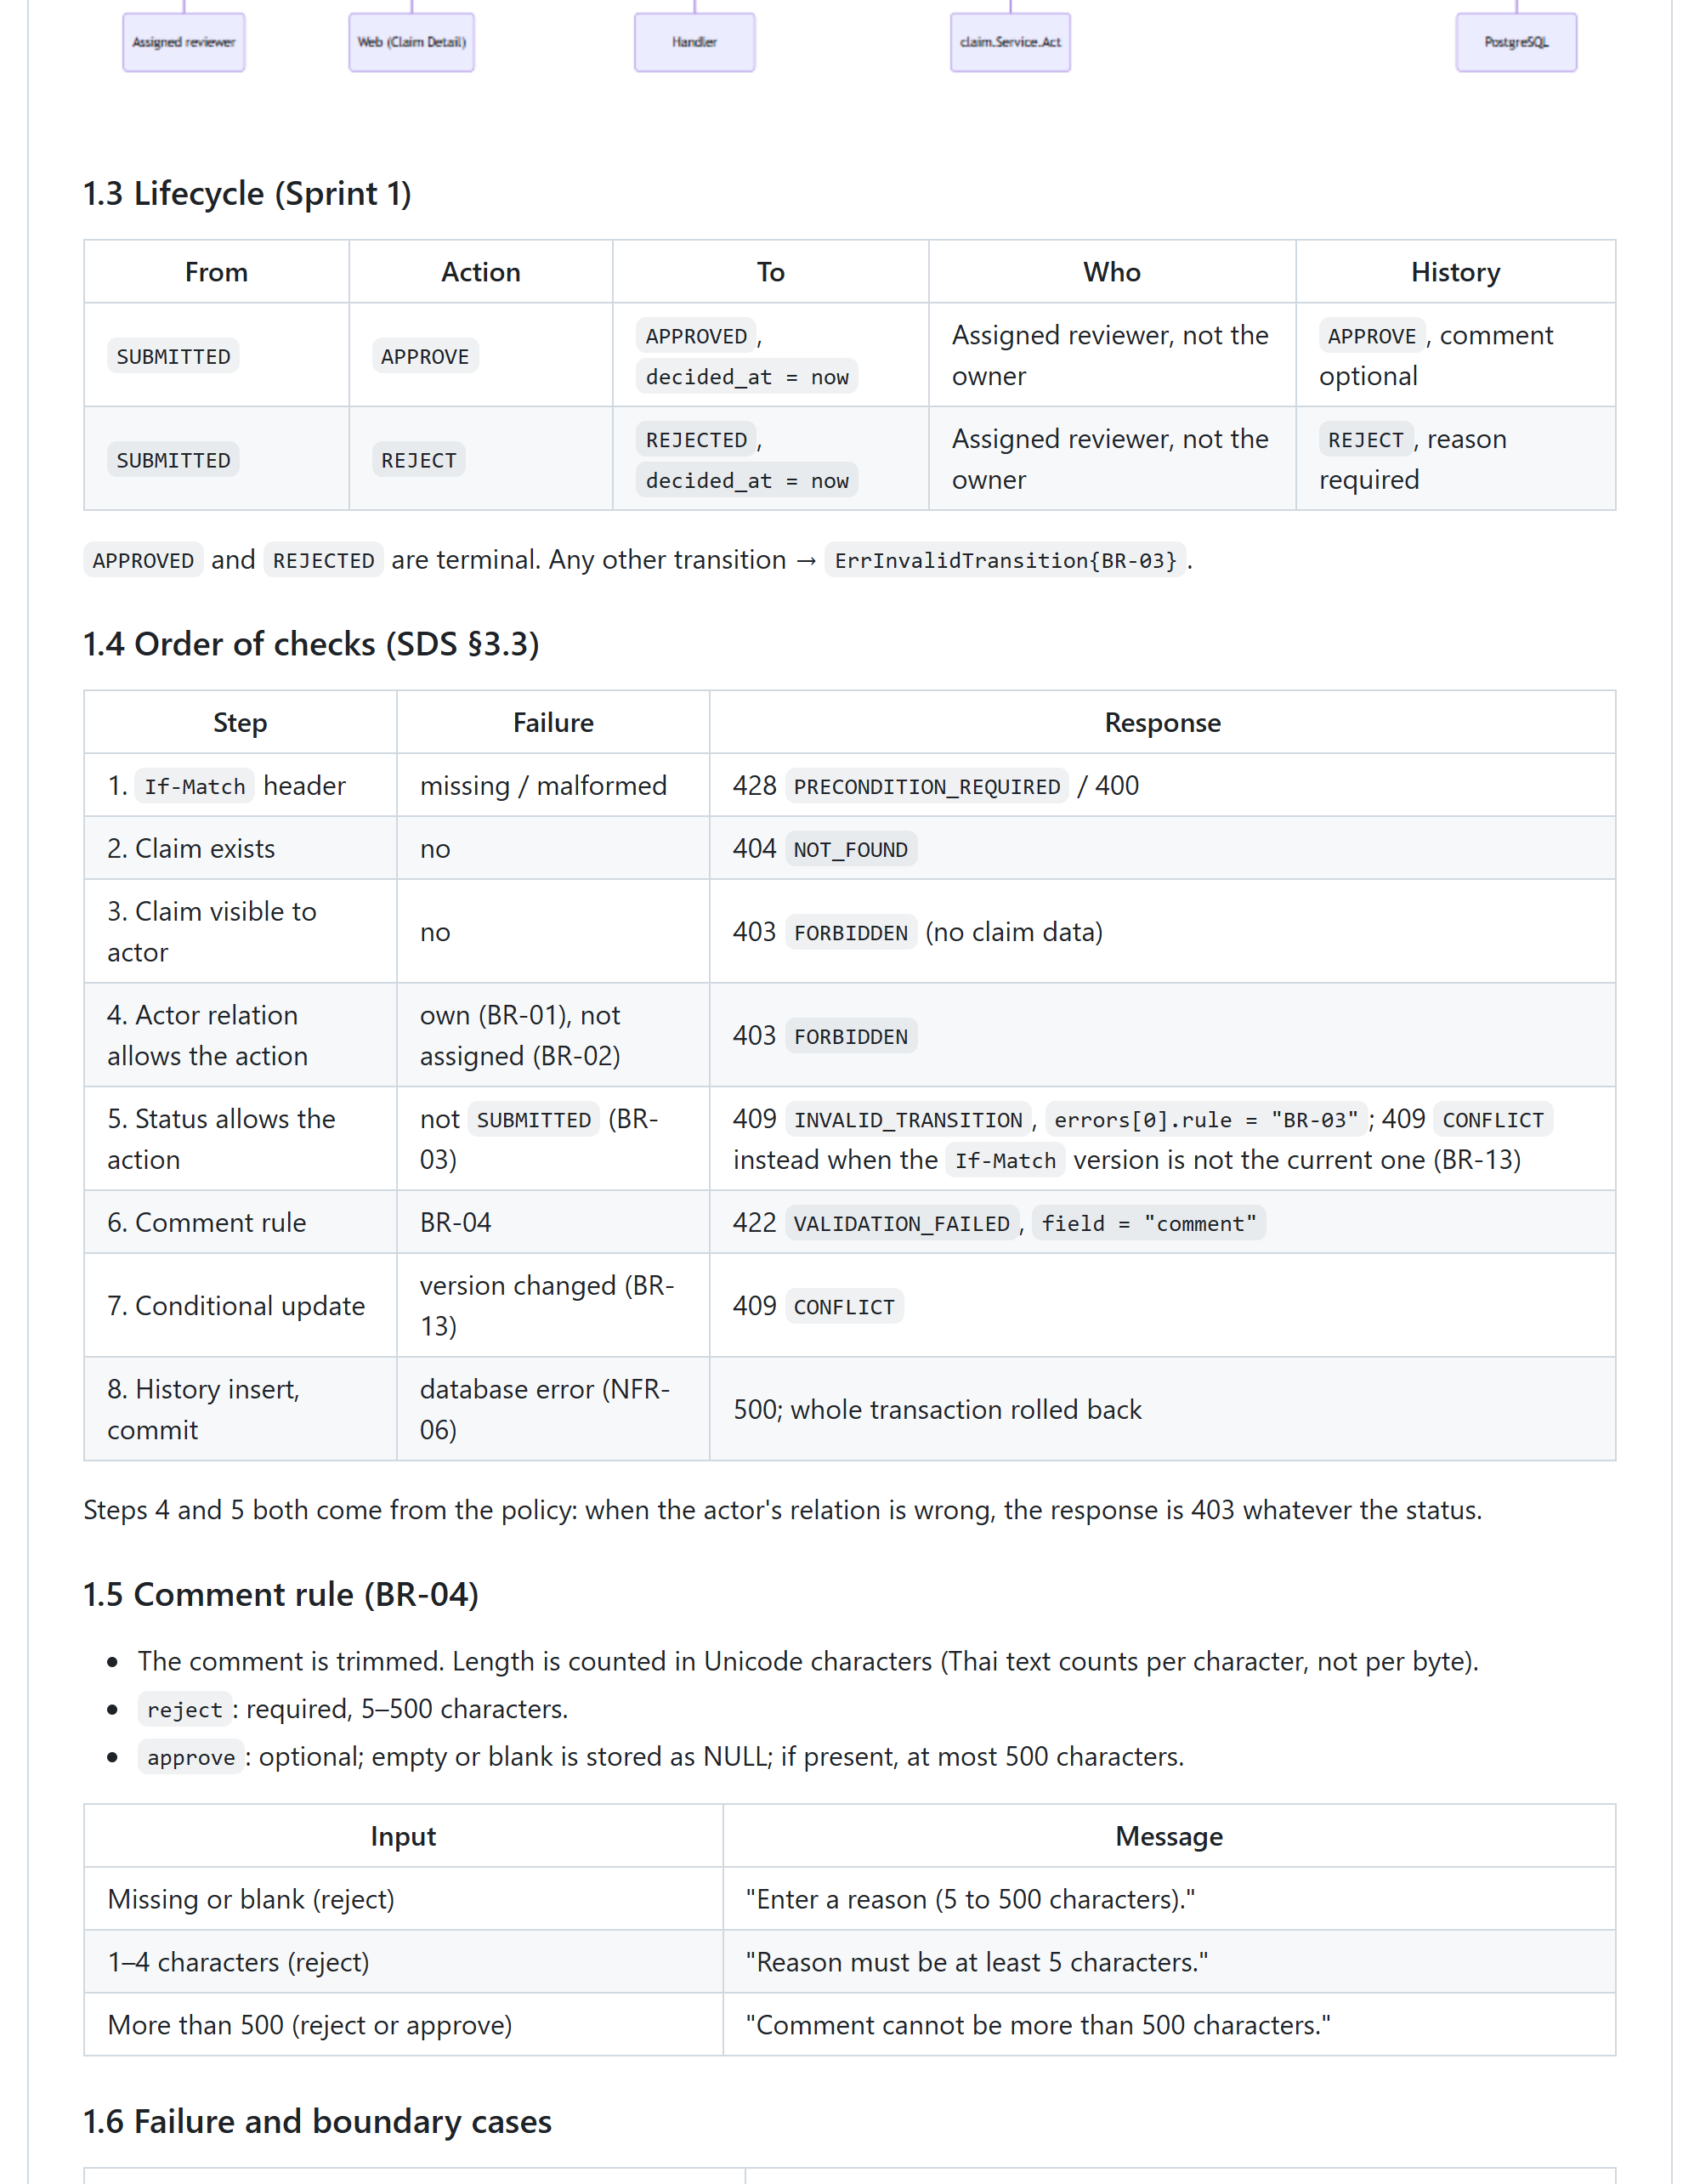 Assigned reviewer
Web (Claim Detail)
Handler
claim.Service.Act
PostgreSQL
1.3 Lifecycle (Sprint 1)
From Action To Who History
SUBMITTED APPROVE APPROVED, decided_at = now Assigned reviewer, not the owner APPROVE, comment optional
SUBMITTED REJECT REJECTED, decided_at = now Assigned reviewer, not the owner REJECT, reason required
APPROVED and REJECTED are terminal. Any other transition → ErrInvalidTransition{BR-03}.
1.4 Order of checks (SDS §3.3)
Step Failure Response
1. If-Match header missing / malformed 428 PRECONDITION_REQUIRED / 400
2. Claim exists no 404 NOT_FOUND
3. Claim visible to actor no 403 FORBIDDEN (no claim data)
4. Actor relation allows the action own (BR-01), not assigned (BR-02) 403 FORBIDDEN
5. Status allows the action not SUBMITTED (BR-03) 409 INVALID_TRANSITION, errors[0].rule = "BR-03"; 409 CONFLICT instead when the If-Match version is not the current one (BR-13)
6. Comment rule BR-04 422 VALIDATION_FAILED, field = "comment"
7. Conditional update version changed (BR-13) 409 CONFLICT
8. History insert, commit database error (NFR-06) 500; whole transaction rolled back
Steps 4 and 5 both come from the policy: when the actor's relation is wrong, the response is 403 whatever the status.
1.5 Comment rule (BR-04)
• The comment is trimmed. Length is counted in Unicode characters (Thai text counts per character, not per byte).
• reject: required, 5–500 characters.
• approve: optional; empty or blank is stored as NULL; if present, at most 500 characters.
Input Message
Missing or blank (reject) "Enter a reason (5 to 500 characters)."
1–4 characters (reject) "Reason must be at least 5 characters."
More than 500 (reject or approve) "Comment cannot be more than 500 characters."
1.6 Failure and boundary cases